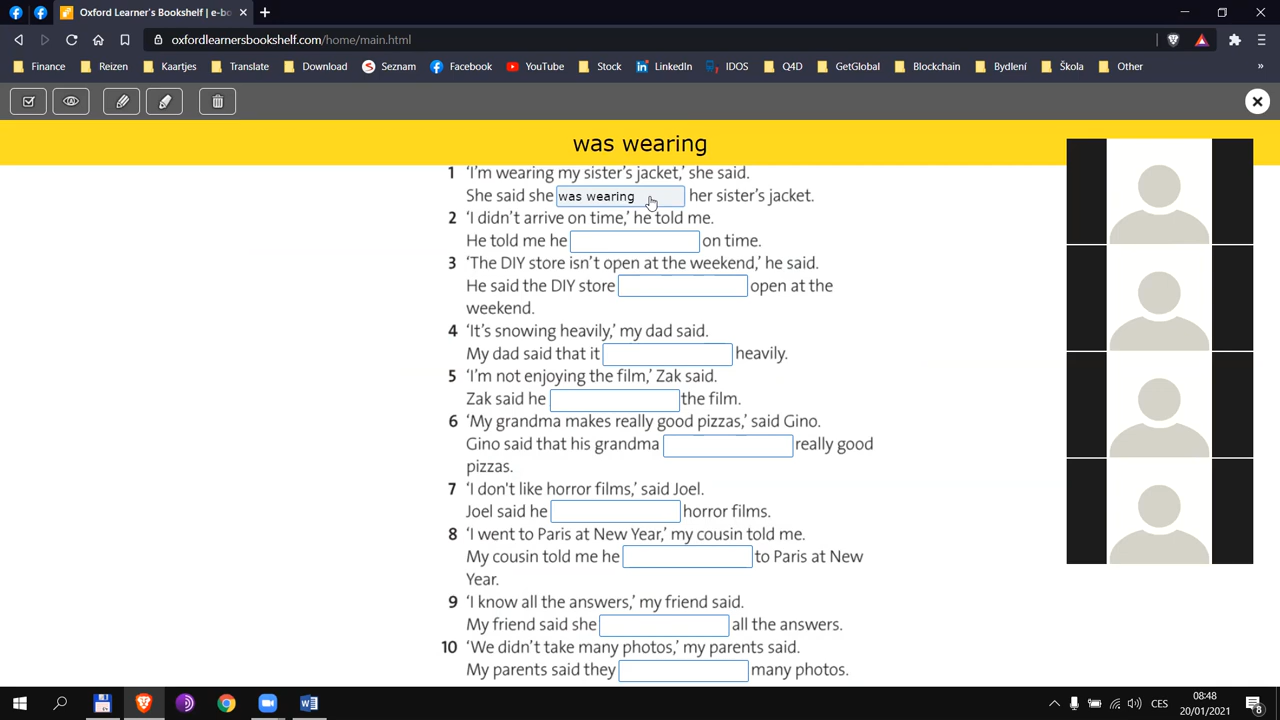 Oxford Learner's Bookshelf | e-bo
oxfordlearnersbookshelf.com/home/main.html
Finance Reizen Kaartjes Translate Download Seznam Facebook YouTube Stock LinkedIn IDOS Q4D GetGlobal Blockchain Bydlení Škola Other »
was wearing
1 ‘I’m wearing my sister’s jacket,’ she said.
She said she was wearing her sister’s jacket.
2 ‘I didn’t arrive on time,’ he told me.
He told me he on time.
3 ‘The DIY store isn’t open at the weekend,’ he said.
He said the DIY store open at the
weekend.
4 ‘It’s snowing heavily,’ my dad said.
My dad said that it heavily.
5 ‘I’m not enjoying the film,’ Zak said.
Zak said he the film.
6 ‘My grandma makes really good pizzas,’ said Gino.
Gino said that his grandma really good
pizzas.
7 ‘I don't like horror films,’ said Joel.
Joel said he horror films.
8 ‘I went to Paris at New Year,’ my cousin told me.
My cousin told me he to Paris at New
Year.
9 ‘I know all the answers,’ my friend said.
My friend said she all the answers.
10 ‘We didn’t take many photos,’ my parents said.
My parents said they many photos.
CES
08:48
20/01/2021
8